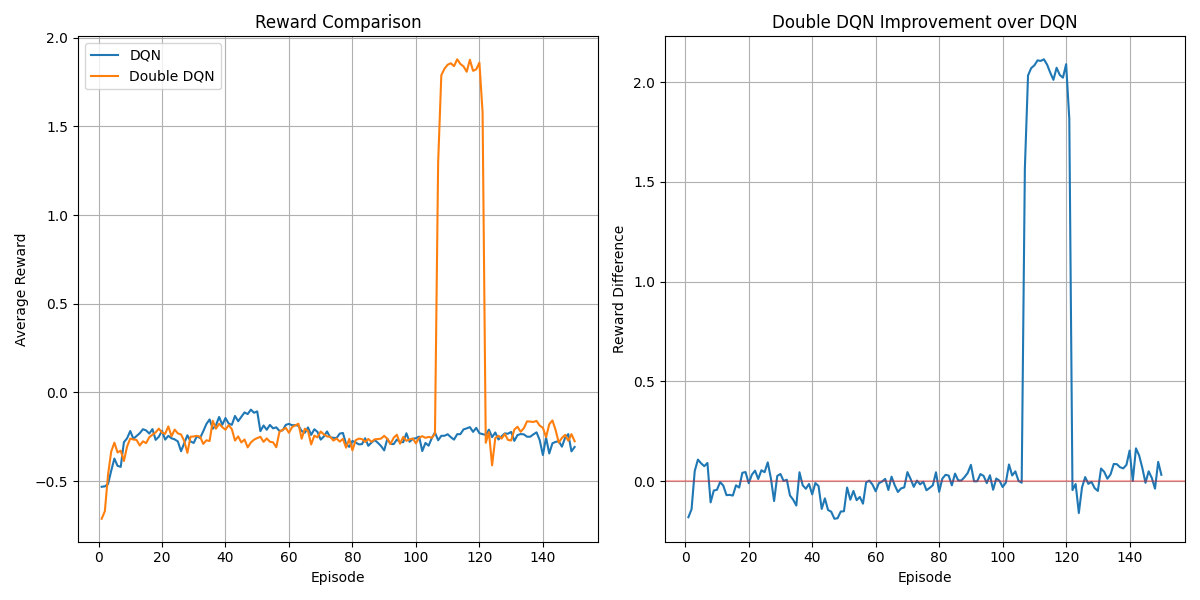 Reward Comparison
Average Reward
2.0
1.5
1.0
0.5
0.0
−0.5
DQN
Double DQN
0 20 40 60 80 100 120 140
Episode
Double DQN Improvement over DQN
Reward Difference
2.0
1.5
1.0
0.5
0.0
0 20 40 60 80 100 120 140
Episode